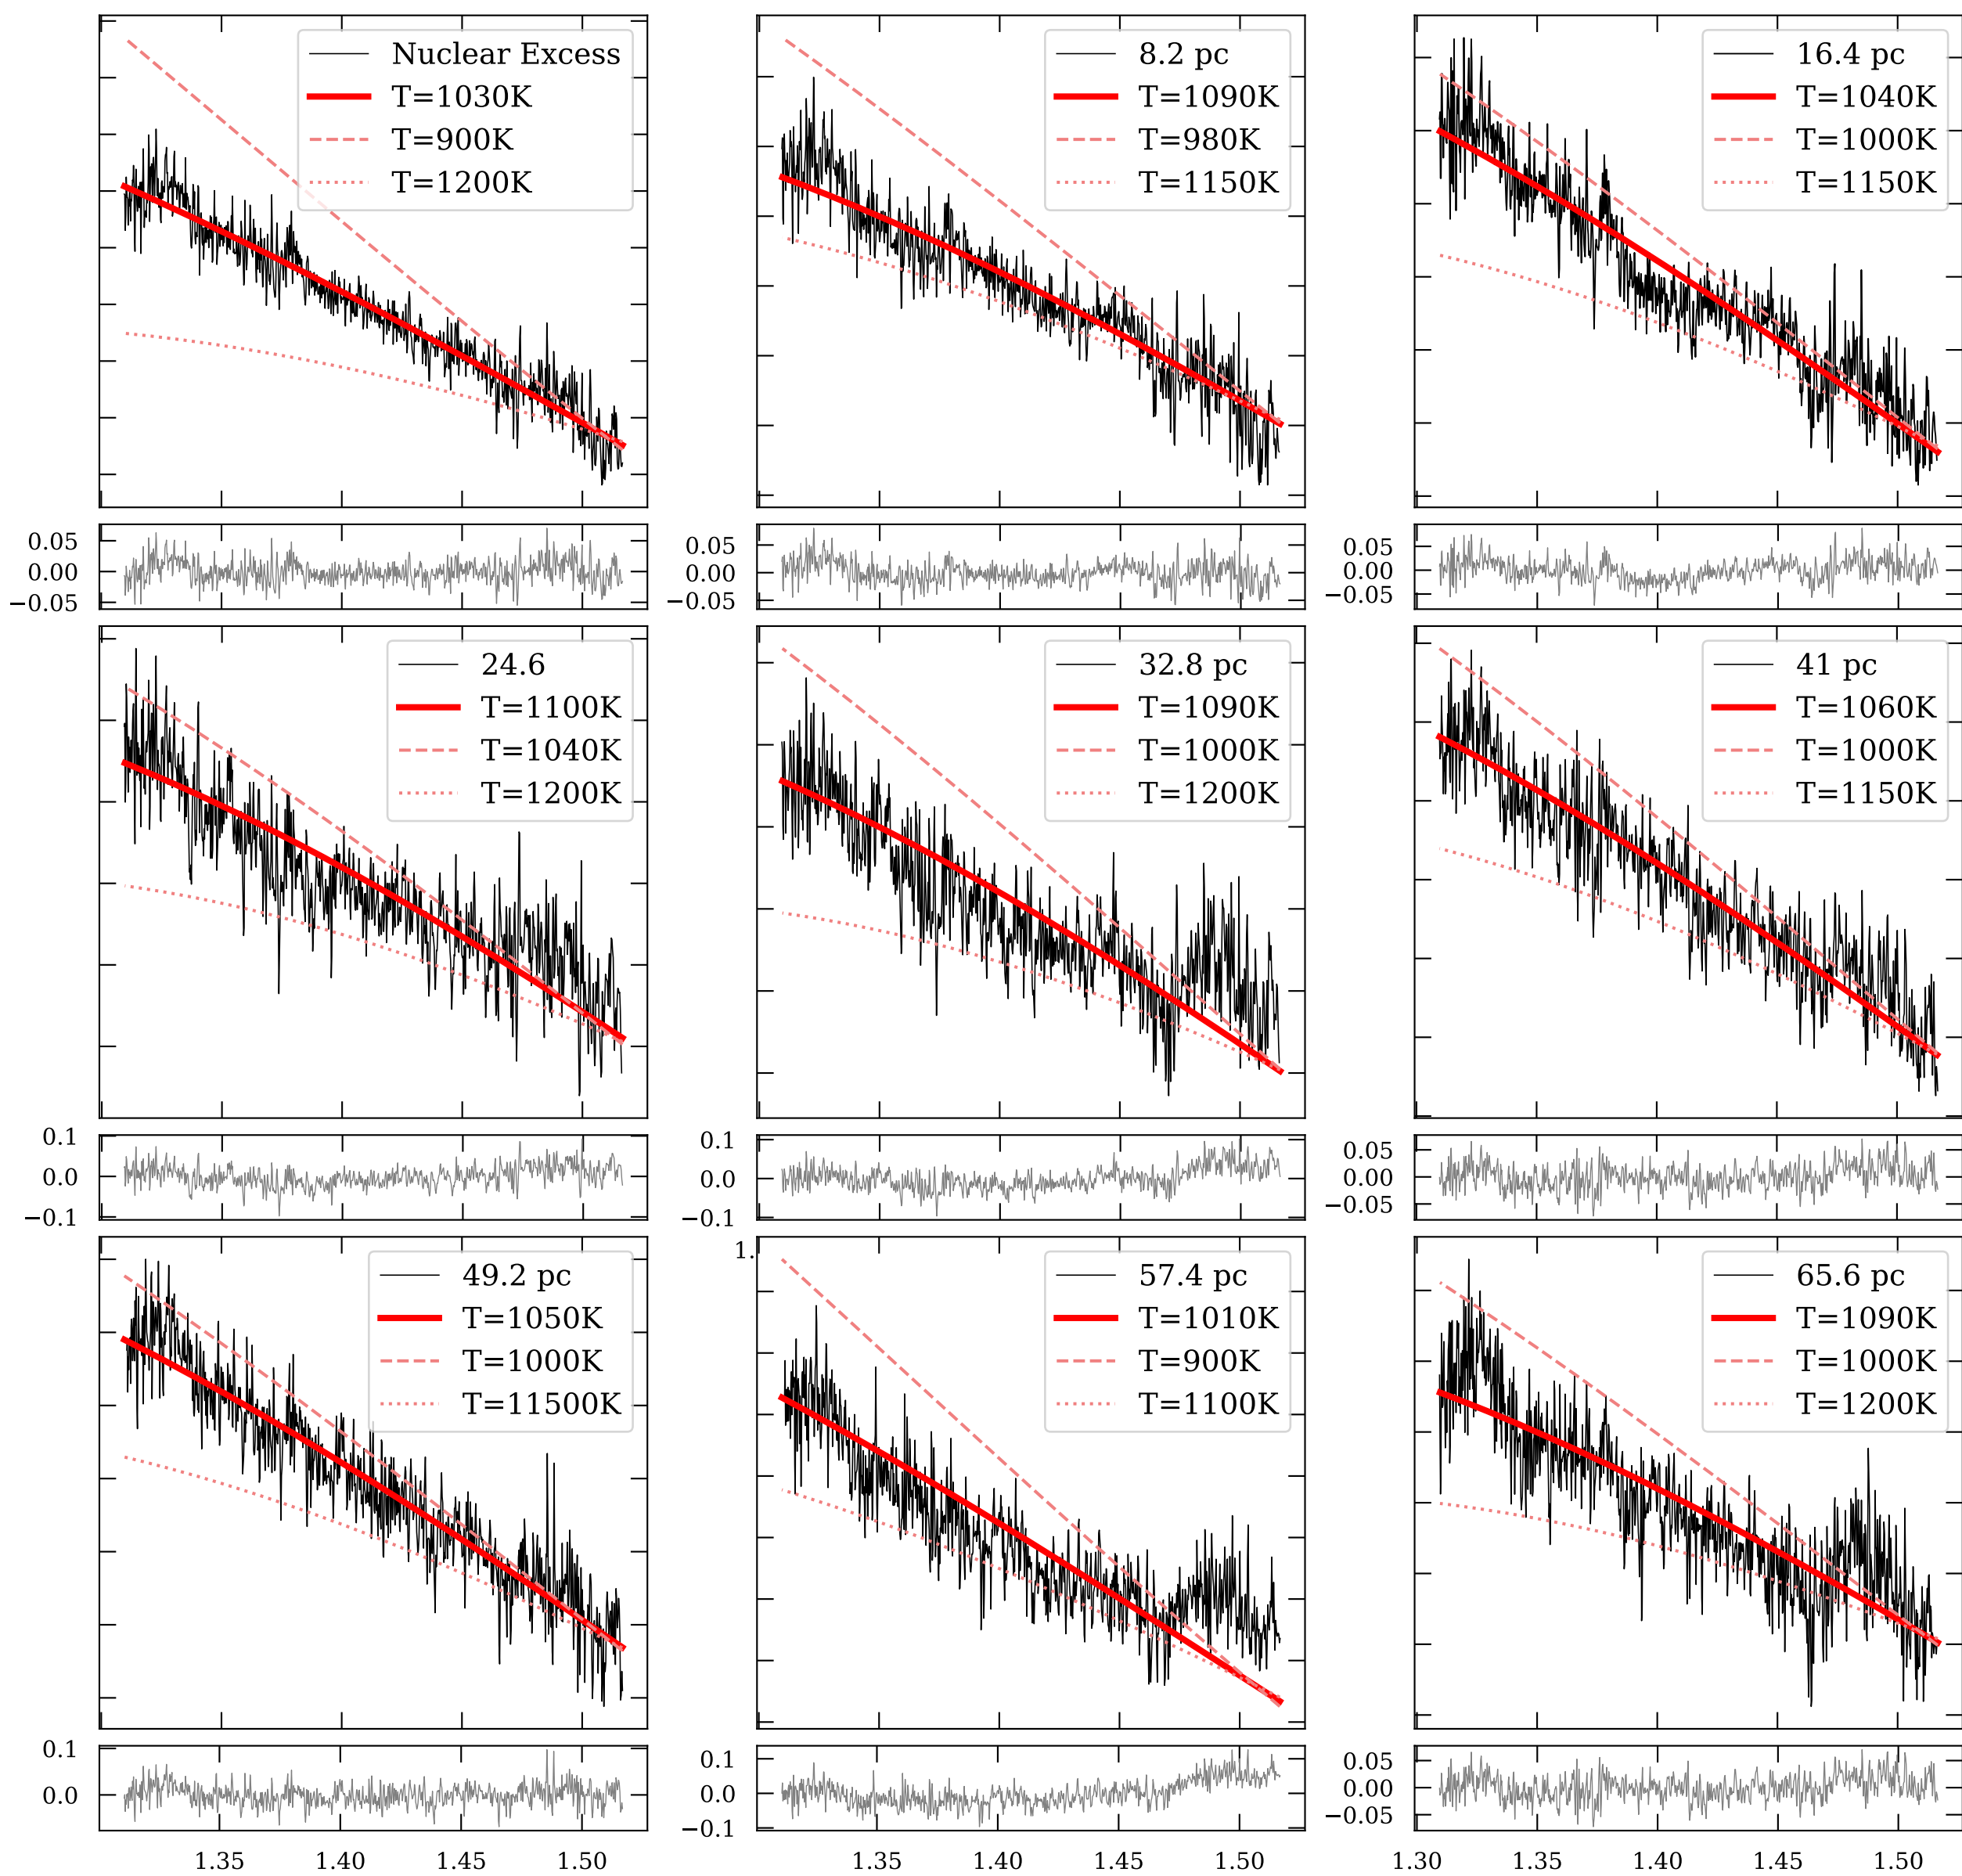 Nuclear Excess
T=1030K
T=900K
T=1200K
8.2 pc
T=1090K
T=980K
T=1150K
16.4 pc
T=1040K
T=1000K
T=1150K
0.05
0.00
−0.05
0.05
0.00
−0.05
0.05
0.00
−0.05
24.6
T=1100K
T=1040K
T=1200K
32.8 pc
T=1090K
T=1000K
T=1200K
41 pc
T=1060K
T=1000K
T=1150K
0.1
0.0
−0.1
0.1
0.0
−0.1
0.05
0.00
−0.05
49.2 pc
T=1050K
T=1000K
T=11500K
1.
57.4 pc
T=1010K
T=900K
T=1100K
65.6 pc
T=1090K
T=1000K
T=1200K
0.1
0.0
0.1
0.0
−0.1
0.05
0.00
−0.05
1.35 1.40 1.45 1.50
1.35 1.40 1.45 1.50
1.30 1.35 1.40 1.45 1.50